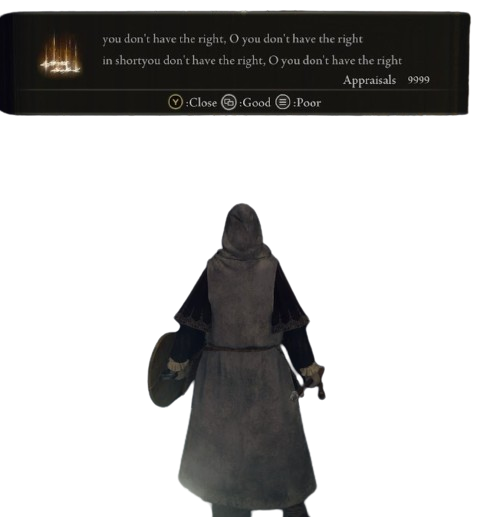 you don't have the right, O you don't have the right
in shortyou don't have the right, O you don't have the right
Appraisals 9999
Y :Close :Good :Poor